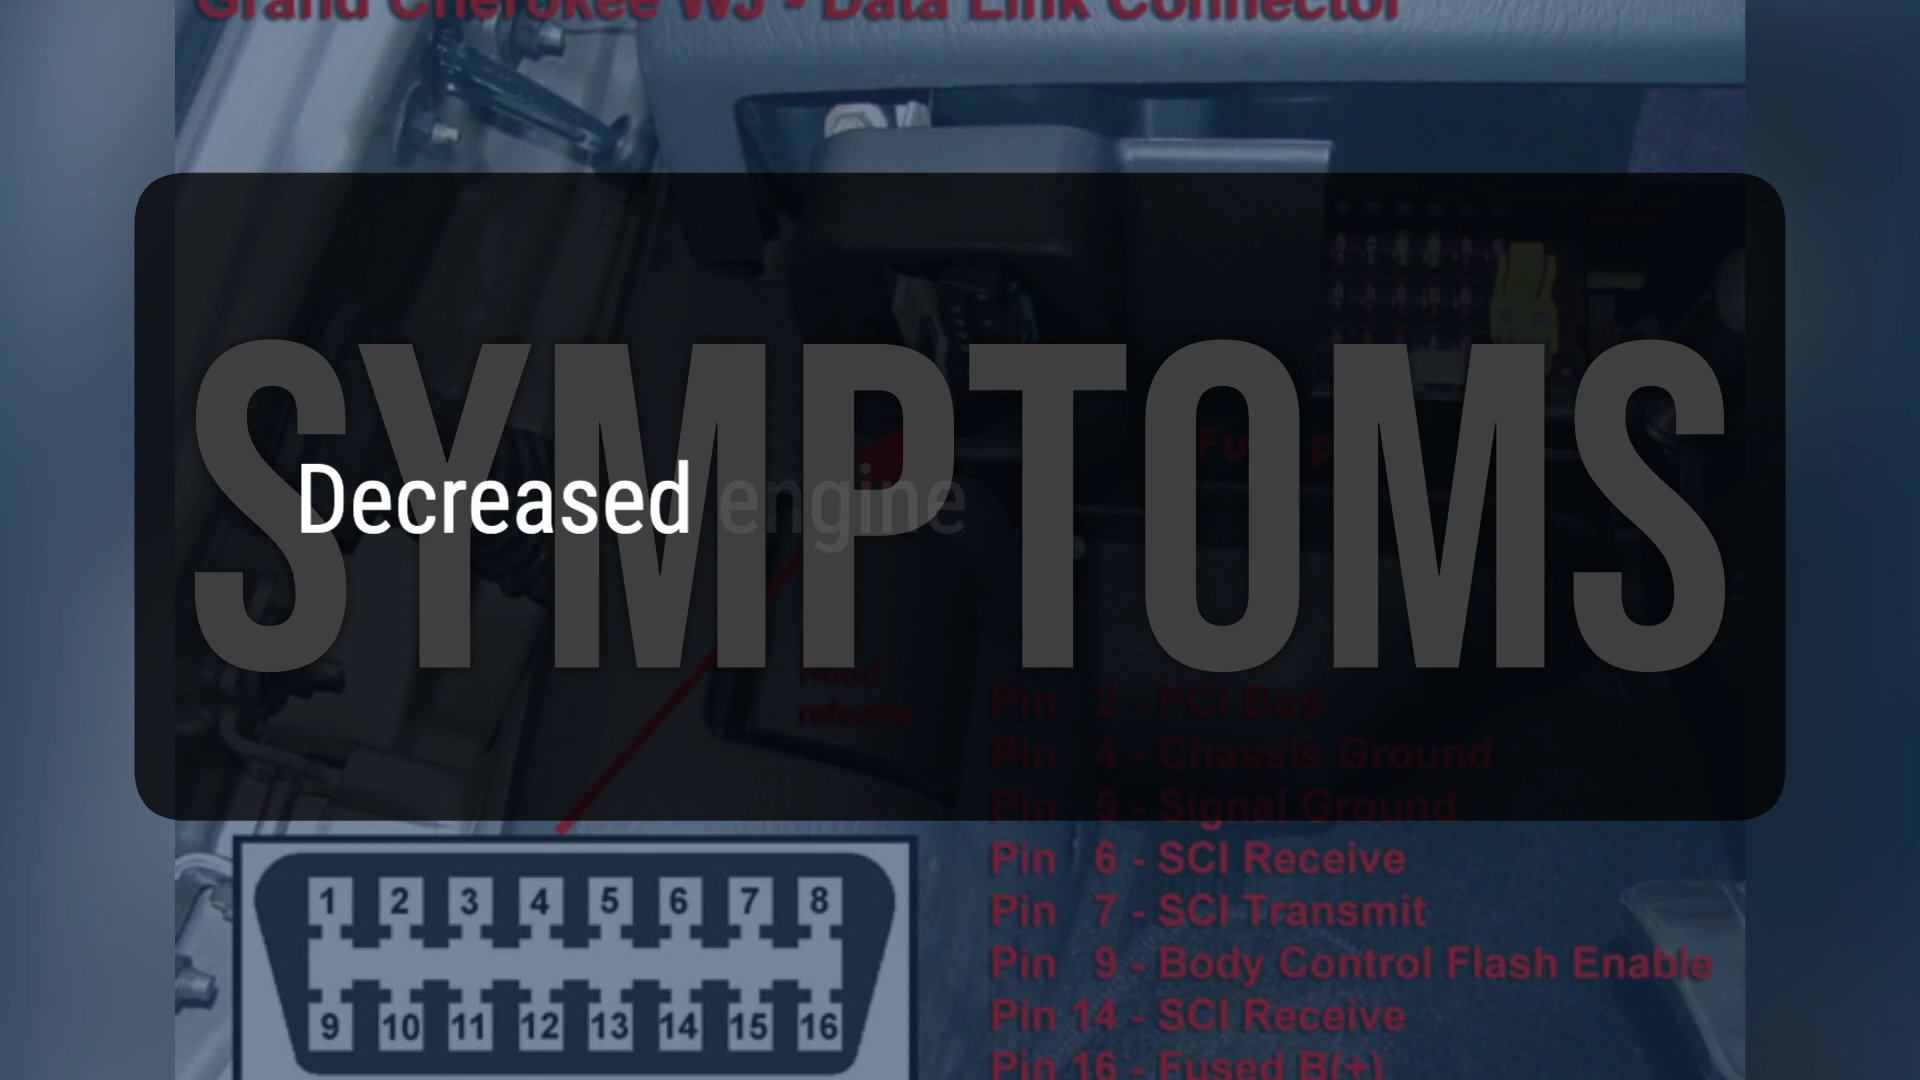 Grand Cherokee WJ - Data Link Connector
SYMPTOMS
Decreased engine
Hood
release
Pin 2 - PCI Bus
Pin 4 - Chassis Ground
Pin 5 - Signal Ground
Pin 6 - SCI Receive
Pin 7 - SCI Transmit
Pin 9 - Body Control Flash Enable
Pin 14 - SCI Receive
Pin 16 - Fused B(+)
1 2 3 4 5 6 7 8
9 10 11 12 13 14 15 16